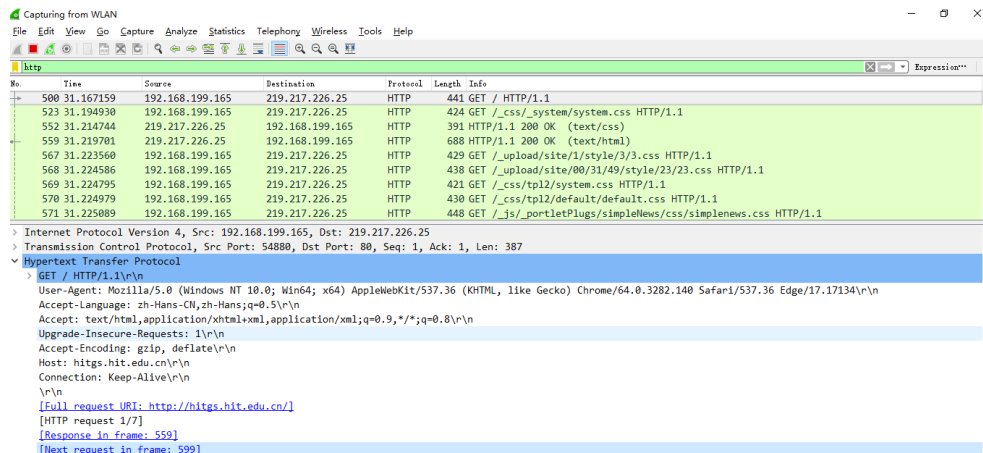 Capturing from WLAN
File Edit View Go Capture Analyze Statistics Telephony Wireless Tools Help
http Expression…
No. Time Source Destination Protocol Length Info
500 31.167159 192.168.199.165 219.217.226.25 HTTP 441 GET / HTTP/1.1
523 31.194930 192.168.199.165 219.217.226.25 HTTP 424 GET /_css/_system/system.css HTTP/1.1
552 31.214744 219.217.226.25 192.168.199.165 HTTP 391 HTTP/1.1 200 OK (text/css)
559 31.219701 219.217.226.25 192.168.199.165 HTTP 688 HTTP/1.1 200 OK (text/html)
567 31.223560 192.168.199.165 219.217.226.25 HTTP 429 GET /_upload/site/1/style/3/3.css HTTP/1.1
568 31.224586 192.168.199.165 219.217.226.25 HTTP 438 GET /_upload/site/00/31/49/style/23/23.css HTTP/1.1
569 31.224795 192.168.199.165 219.217.226.25 HTTP 421 GET /_css/tpl2/system.css HTTP/1.1
570 31.224979 192.168.199.165 219.217.226.25 HTTP 430 GET /_css/tpl2/default/default.css HTTP/1.1
571 31.225089 192.168.199.165 219.217.226.25 HTTP 448 GET /_js/_portletPlugs/simpleNews/css/simplenews.css HTTP/1.1
> Internet Protocol Version 4, Src: 192.168.199.165, Dst: 219.217.226.25
> Transmission Control Protocol, Src Port: 54880, Dst Port: 80, Seq: 1, Ack: 1, Len: 387
Hypertext Transfer Protocol
> GET / HTTP/1.1\r\n
User-Agent: Mozilla/5.0 (Windows NT 10.0; Win64; x64) AppleWebKit/537.36 (KHTML, like Gecko) Chrome/64.0.3282.140 Safari/537.36 Edge/17.17134\r\n
Accept-Language: zh-Hans-CN,zh-Hans;q=0.5\r\n
Accept: text/html,application/xhtml+xml,application/xml;q=0.9,*/*;q=0.8\r\n
Upgrade-Insecure-Requests: 1\r\n
Accept-Encoding: gzip, deflate\r\n
Host: hitgs.hit.edu.cn\r\n
Connection: Keep-Alive\r\n
\r\n
[Full request URI: http://hitgs.hit.edu.cn/]
[HTTP request 1/7]
[Response in frame: 559]
[Next request in frame: 599]